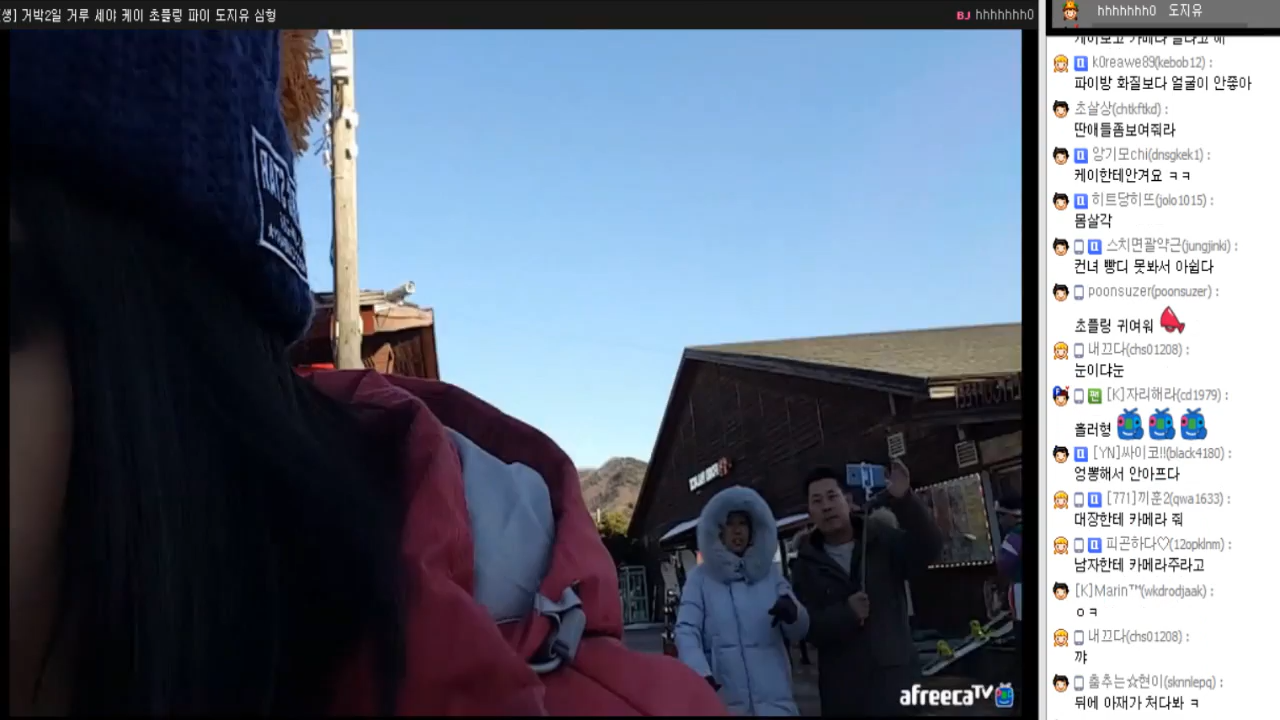 생] 거박2일 거루 세야 케이 초플링 파이 도지유 심형
BJ hhhhhhh0
hhhhhhh0 도지유
k0reawe89(kebob12) :
파이방 화질보다 얼굴이 안좋아
초살상(chtkftkd) :
딴애들좀보여줘라
앙기모chi(dnsgkek1) :
케이한테안겨요 ㅋㅋ
히트당히뜨(jolo1015) :
몸살각
스치면괄약근(jungjinki) :
컨녀 빵디 못봐서 아쉽다
poonsuzer(poonsuzer) :
초플링 귀여워
내끄다(chs01208) :
눈이댜눈
팬 [K]자리해라(cd1979) :
홀러형
[YN]싸이코!!(black4180) :
엉뽕해서 안아프다
[771]끼훈2(qwa1633) :
대장한테 카메라 줘
피곤하다♡(12opklnm) :
남자한테 카메라주라고
[K]Marin™(wkdrodjaak) :
ㅇㅋ
내끄다(chs01208) :
꺄
춤추는☆현이(sknnlepq) :
뒤에 아재가 처다봐 ㅋ
afreecaTV